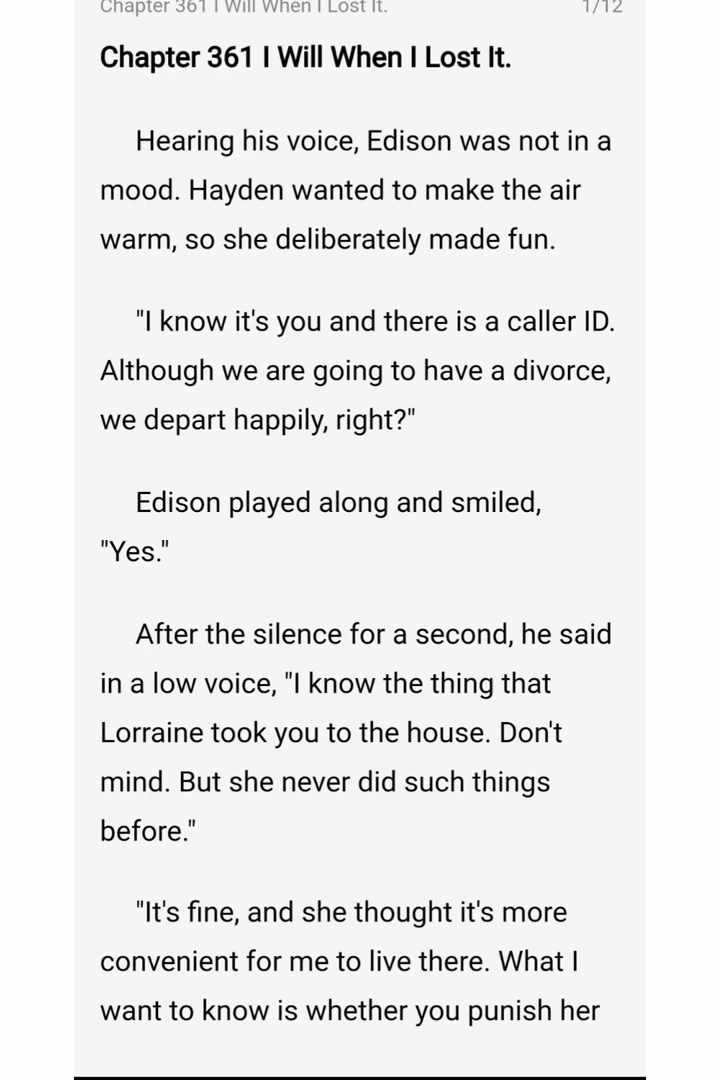 Chapter 361 I Will When I Lost It.
1/12
Chapter 361 I Will When I Lost It.
Hearing his voice, Edison was not in a
mood. Hayden wanted to make the air
warm, so she deliberately made fun.
"I know it's you and there is a caller ID.
Although we are going to have a divorce,
we depart happily, right?"
Edison played along and smiled,
"Yes."
After the silence for a second, he said
in a low voice, "I know the thing that
Lorraine took you to the house. Don't
mind. But she never did such things
before."
"It's fine, and she thought it's more
convenient for me to live there. What I
want to know is whether you punish her